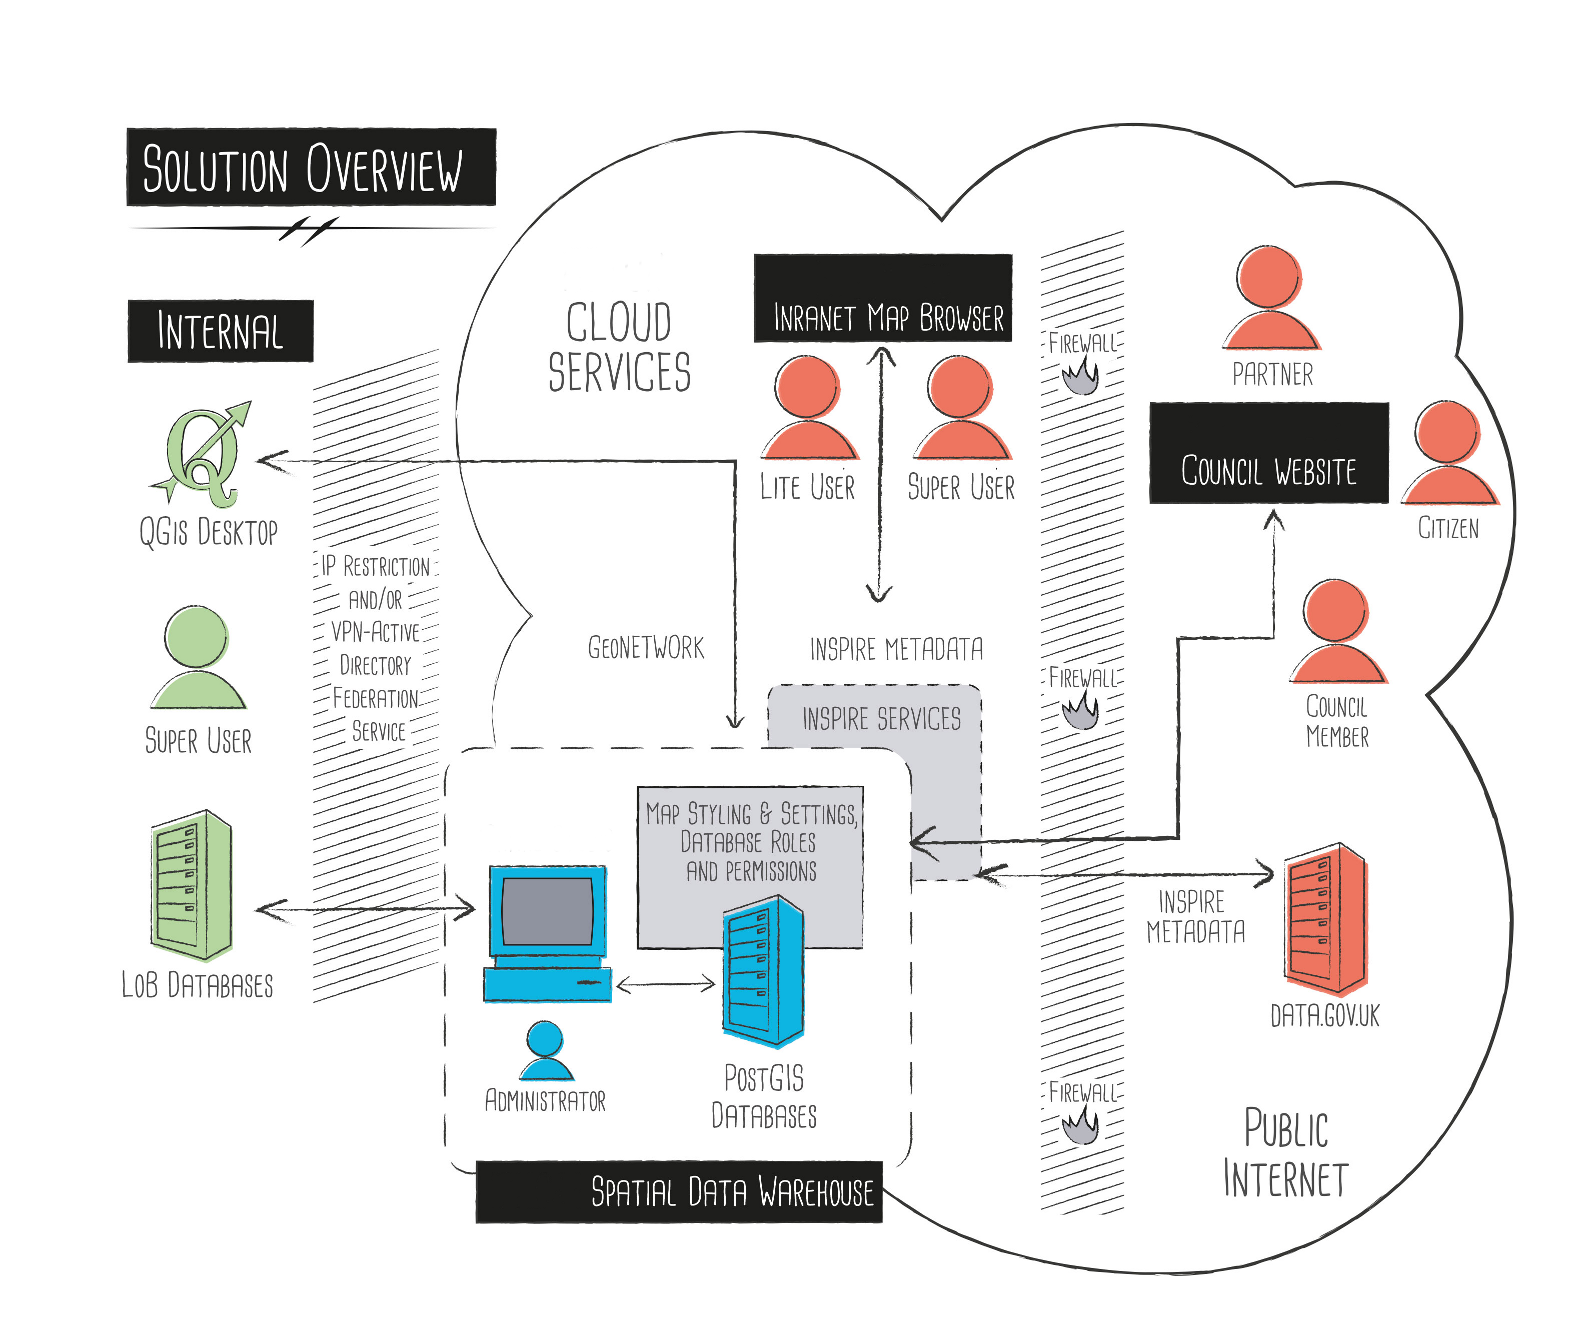 SOLUTION OVERVIEW
INTERNAL
QGIS DESKTOP
SUPER USER
LOB DATABASES
IP RESTRICTION
AND/OR
VPN-ACTIVE
DIRECTORY
FEDERATION
SERVICE
CLOUD
SERVICES
INRANET MAP BROWSER
LITE USER
SUPER USER
GEONETWORK
INSPIRE METADATA
INSPIRE SERVICES
MAP STYLING & SETTINGS,
DATABASE ROLES
AND PERMISSIONS
ADMINISTRATOR
POSTGIS
DATABASES
SPATIAL DATA WAREHOUSE
FIREWALL
FIREWALL
FIREWALL
PARTNER
COUNCIL WEBSITE
CITIZEN
COUNCIL
MEMBER
INSPIRE
METADATA
DATA.GOV.UK
PUBLIC
INTERNET